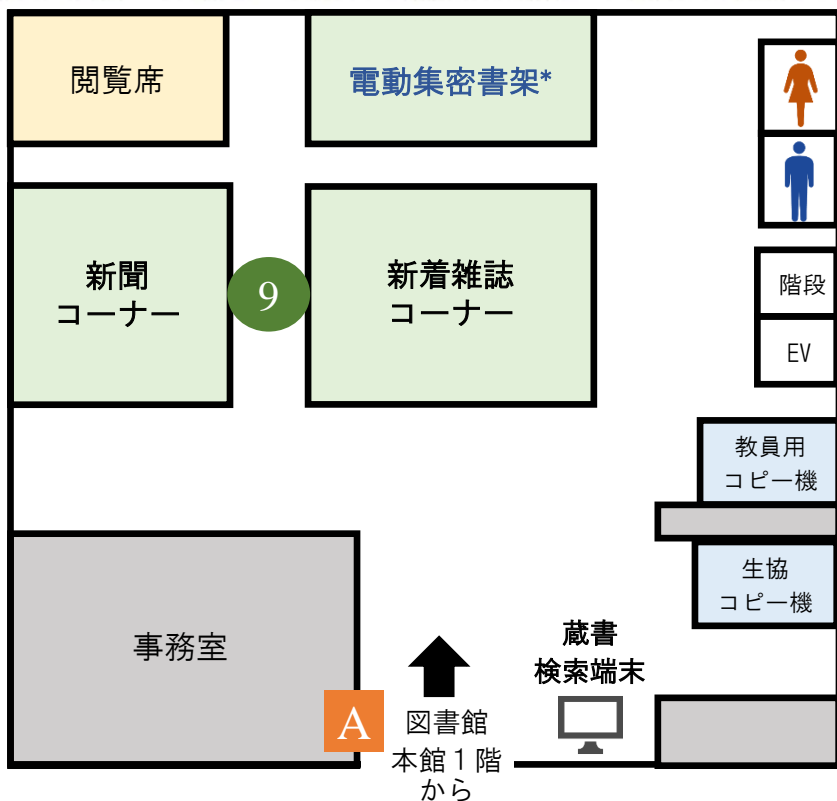 閲覧席
電動集密書架*
新聞
コーナー
9
新着雑誌
コーナー
階段
EV
教員用
コピー機
生協
コピー機
事務室
蔵書
検索端末
A
図書館
本館１階
から